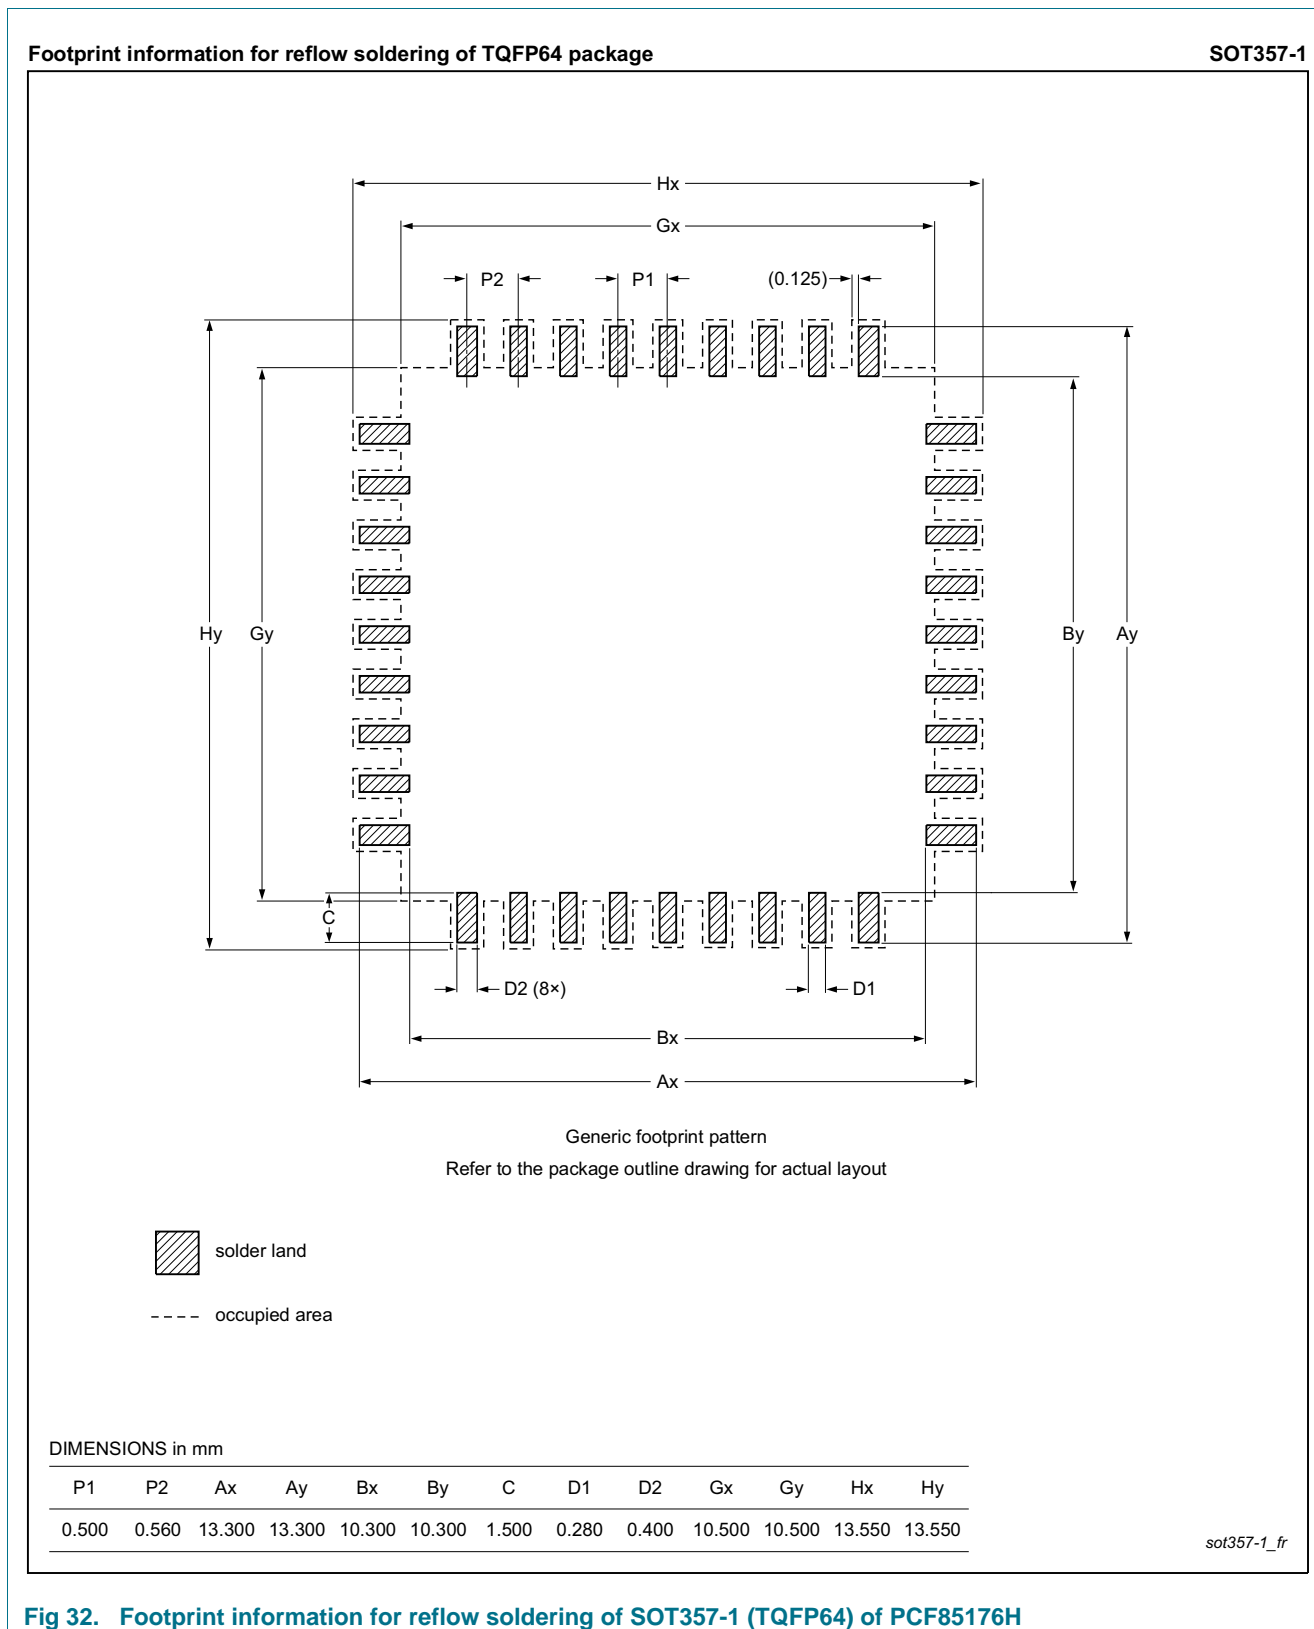 Footprint information for reflow soldering of TQFP64 package SOT357-1
Hx
Gx
P2 P1 (0.125)
Hy Gy By Ay
C
D2 (8×) D1
Bx
Ax
Generic footprint pattern
Refer to the package outline drawing for actual layout
solder land
occupied area
DIMENSIONS in mm
P1 P2 Ax Ay Bx By C D1 D2 Gx Gy Hx Hy
0.500 0.560 13.300 13.300 10.300 10.300 1.500 0.280 0.400 10.500 10.500 13.550 13.550
sot357-1_fr
Fig 32. Footprint information for reflow soldering of SOT357-1 (TQFP64) of PCF85176H